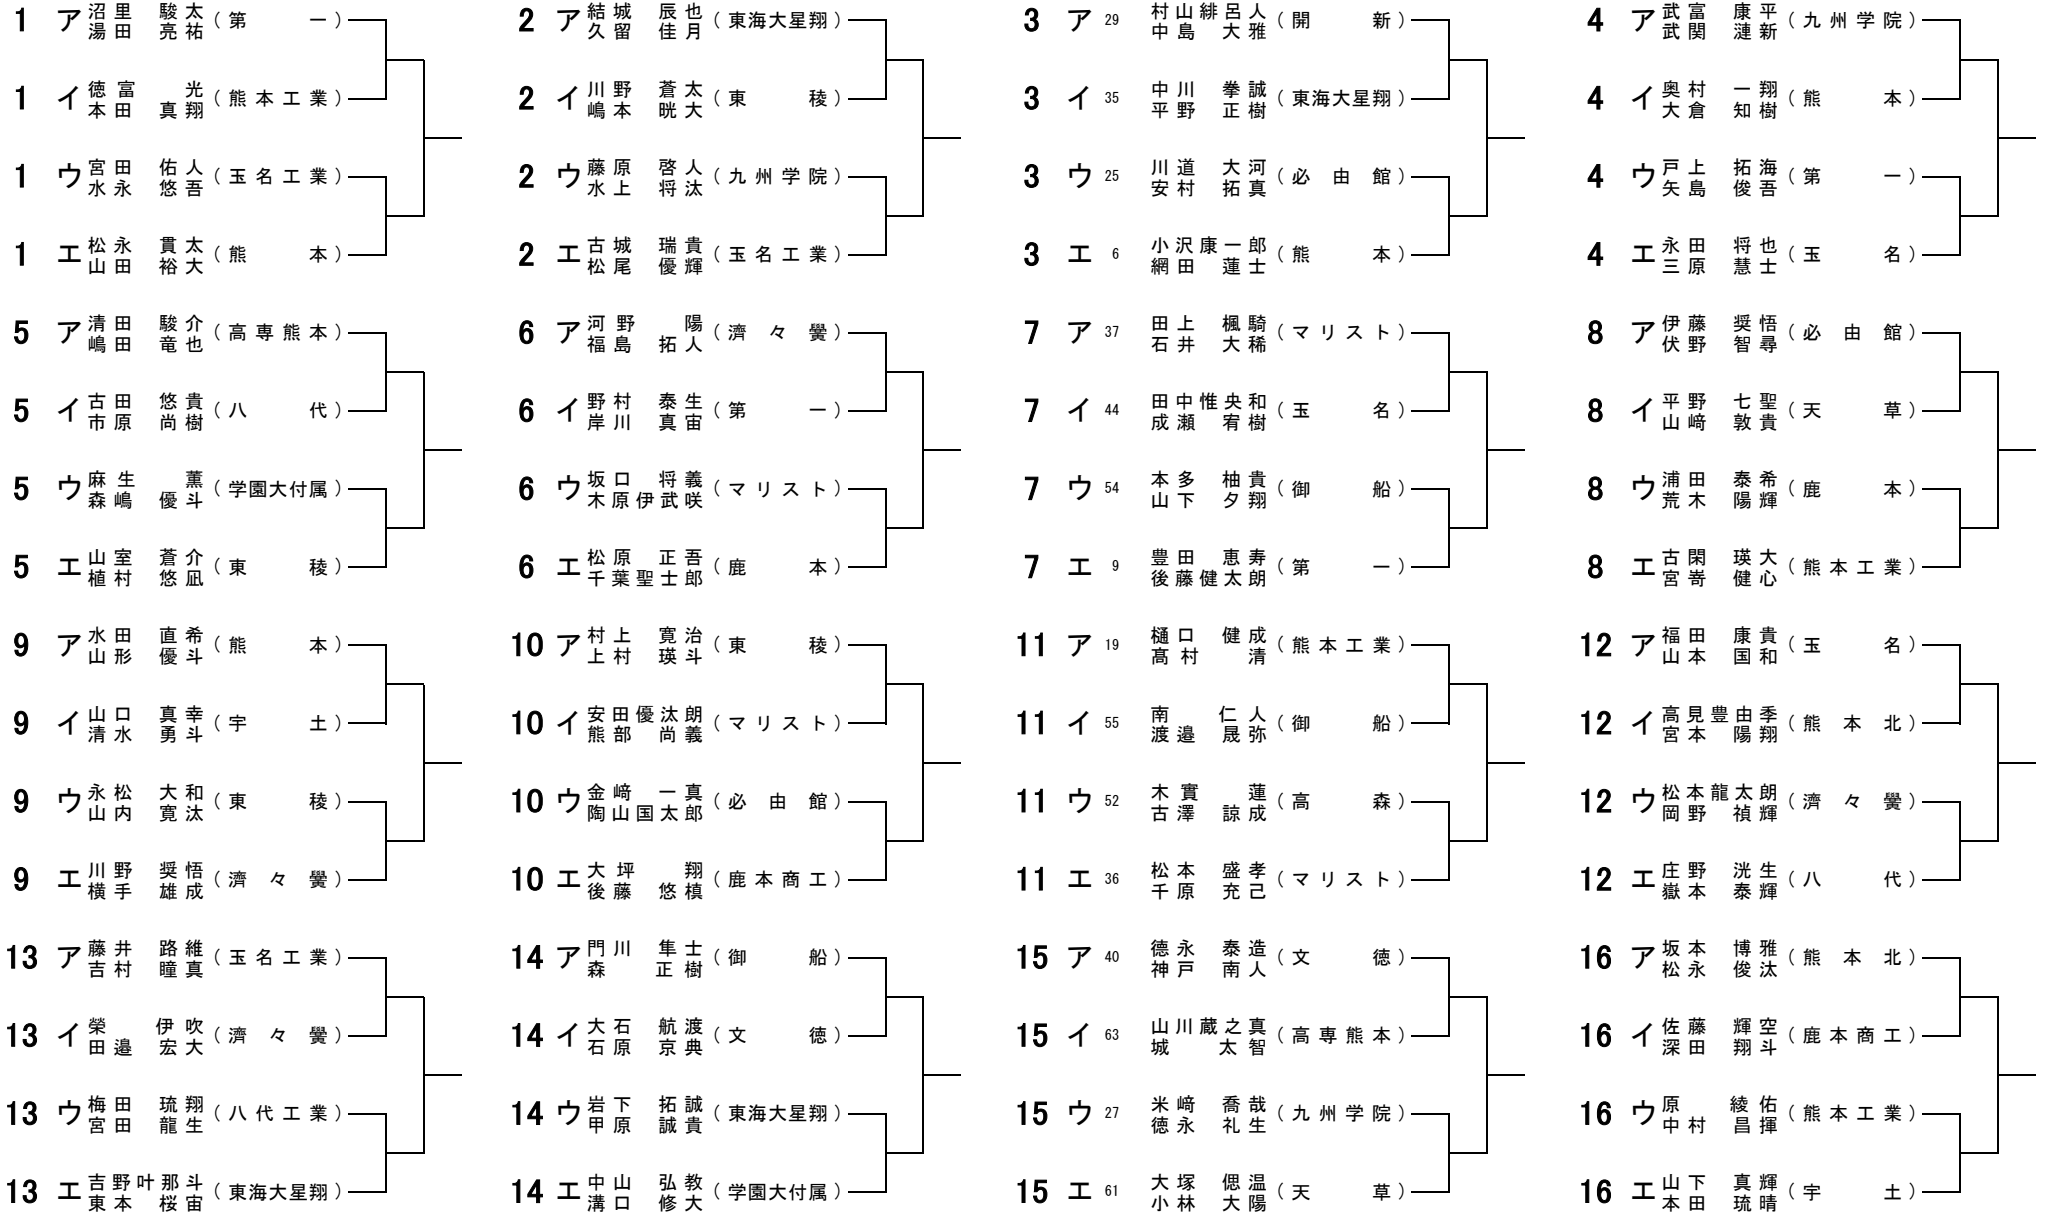 1 ア 沼里 駿太 湯田 亮祐 (第一)
1 イ 徳富 光 本田 真翔 (熊本工業)
1 ウ 宮田 佑人 水永 悠吾 (玉名工業)
1 エ 松永 貫太 山田 裕大 (熊本)
2 ア 結城 辰也 久留 佳月 (東海大星翔)
2 イ 川野 蒼太 嶋本 晄大 (東稜)
2 ウ 藤原 啓人 水上 将汰 (九州学院)
2 エ 古城 瑞貴 松尾 優輝 (玉名工業)
3 ア 29 村山緋呂人 中島 大雅 (開新)
3 イ 35 中川 拳誠 平野 正樹 (東海大星翔)
3 ウ 25 川道 大河 安村 拓真 (必由館)
3 エ 6 小沢康一郎 網田 蓮士 (熊本)
4 ア 武富 康平 武関 漣新 (九州学院)
4 イ 奥村 一翔 大倉 知樹 (熊本)
4 ウ 戸上 拓海 矢島 俊吾 (第一)
4 エ 永田 将也 三原 慧士 (玉名)
5 ア 清田 駿介 嶋田 竜也 (高専熊本)
5 イ 古田 悠貴 市原 尚樹 (八代)
5 ウ 麻生 薫 森嶋 優斗 (学園大付属)
5 エ 山室 蒼介 植村 悠凪 (東稜)
6 ア 河野 陽 福島 拓人 (濟々黌)
6 イ 野村 泰生 岸川 真宙 (第一)
6 ウ 坂口 将義 木原伊武咲 (マリスト)
6 エ 松原 正吾 千葉聖士郎 (鹿本)
7 ア 37 田上 楓騎 石井 大稀 (マリスト)
7 イ 44 田中惟央和 成瀬 宥樹 (玉名)
7 ウ 54 本多 柚貴 山下 夕翔 (御船)
7 エ 9 豊田 恵寿 後藤健太朗 (第一)
8 ア 伊藤 奨悟 伏野 智尋 (必由館)
8 イ 平野 七聖 山﨑 敦貴 (天草)
8 ウ 浦田 泰希 荒木 陽輝 (鹿本)
8 エ 古閑 瑛大 宮嵜 健心 (熊本工業)
9 ア 水田 直希 山形 優斗 (熊本)
9 イ 山口 真幸 清水 勇斗 (宇土)
9 ウ 永松 大和 山内 寛汰 (東稜)
9 エ 川野 奨悟 横手 雄成 (濟々黌)
10 ア 村上 寛治 上村 瑛斗 (東稜)
10 イ 安田優汰朗 熊部 尚義 (マリスト)
10 ウ 金﨑 一真 陶山国太郎 (必由館)
10 エ 大坪 翔 後藤 悠槙 (鹿本商工)
11 ア 19 樋口 健成 髙村 清 (熊本工業)
11 イ 55 南 仁人 渡邉 晟弥 (御船)
11 ウ 52 木實 蓮 古澤 諒成 (高森)
11 エ 36 松本 盛孝 千原 充己 (マリスト)
12 ア 福田 康貴 山本 国和 (玉名)
12 イ 高見豊由季 宮本 陽翔 (熊本北)
12 ウ 松本龍太朗 岡野 禎輝 (濟々黌)
12 エ 庄野 洸生 嶽本 泰輝 (八代)
13 ア 藤井 路維 吉村 瞳真 (玉名工業)
13 イ 榮 伊吹 田邉 宏大 (濟々黌)
13 ウ 梅田 琉翔 宮田 龍生 (八代工業)
13 エ 吉野叶那斗 東本 桜宙 (東海大星翔)
14 ア 門川 隼士 森 正樹 (御船)
14 イ 大石 航渡 石原 京典 (文徳)
14 ウ 岩下 拓誠 甲原 誠貴 (東海大星翔)
14 エ 中山 弘教 溝口 修大 (学園大付属)
15 ア 40 德永 泰造 神戸 南人 (文徳)
15 イ 63 山川蔵之真 城 太智 (高専熊本)
15 ウ 27 米﨑 喬哉 徳永 礼生 (九州学院)
15 エ 61 大塚 偲温 小林 大陽 (天草)
16 ア 坂本 博雅 松永 俊汰 (熊本北)
16 イ 佐藤 輝空 深田 翔斗 (鹿本商工)
16 ウ 原 綾佑 中村 昌揮 (熊本工業)
16 エ 山下 真輝 本田 琉晴 (宇土)